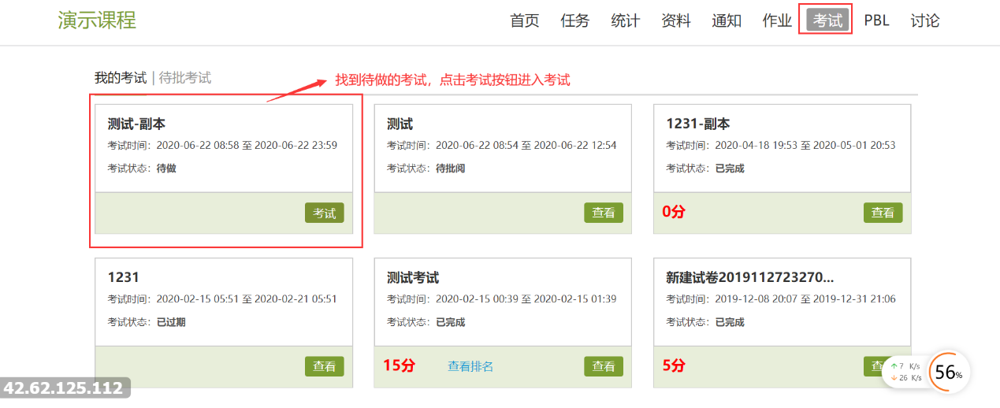 演示课程
首页 任务 统计 资料 通知 作业 考试 PBL 讨论
我的考试 | 待批考试
找到待做的考试，点击考试按钮进入考试
测试-副本
考试时间：2020-06-22 08:58 至 2020-06-22 23:59
考试状态：待做
考试
测试
考试时间：2020-06-22 08:54 至 2020-06-22 12:54
考试状态：待批阅
查看
1231-副本
考试时间：2020-04-18 19:53 至 2020-05-01 20:53
考试状态：已完成
0分 查看
1231
考试时间：2020-02-15 05:51 至 2020-02-21 05:51
考试状态：已过期
查看
测试考试
考试时间：2020-02-15 00:39 至 2020-02-15 01:39
考试状态：已完成
15分 查看排名 查看
新建试卷2019112723270...
考试时间：2019-12-08 20:07 至 2019-12-31 21:06
考试状态：已完成
5分
↑ 7 K/s
↓ 26 K/s
56%
42.62.125.112